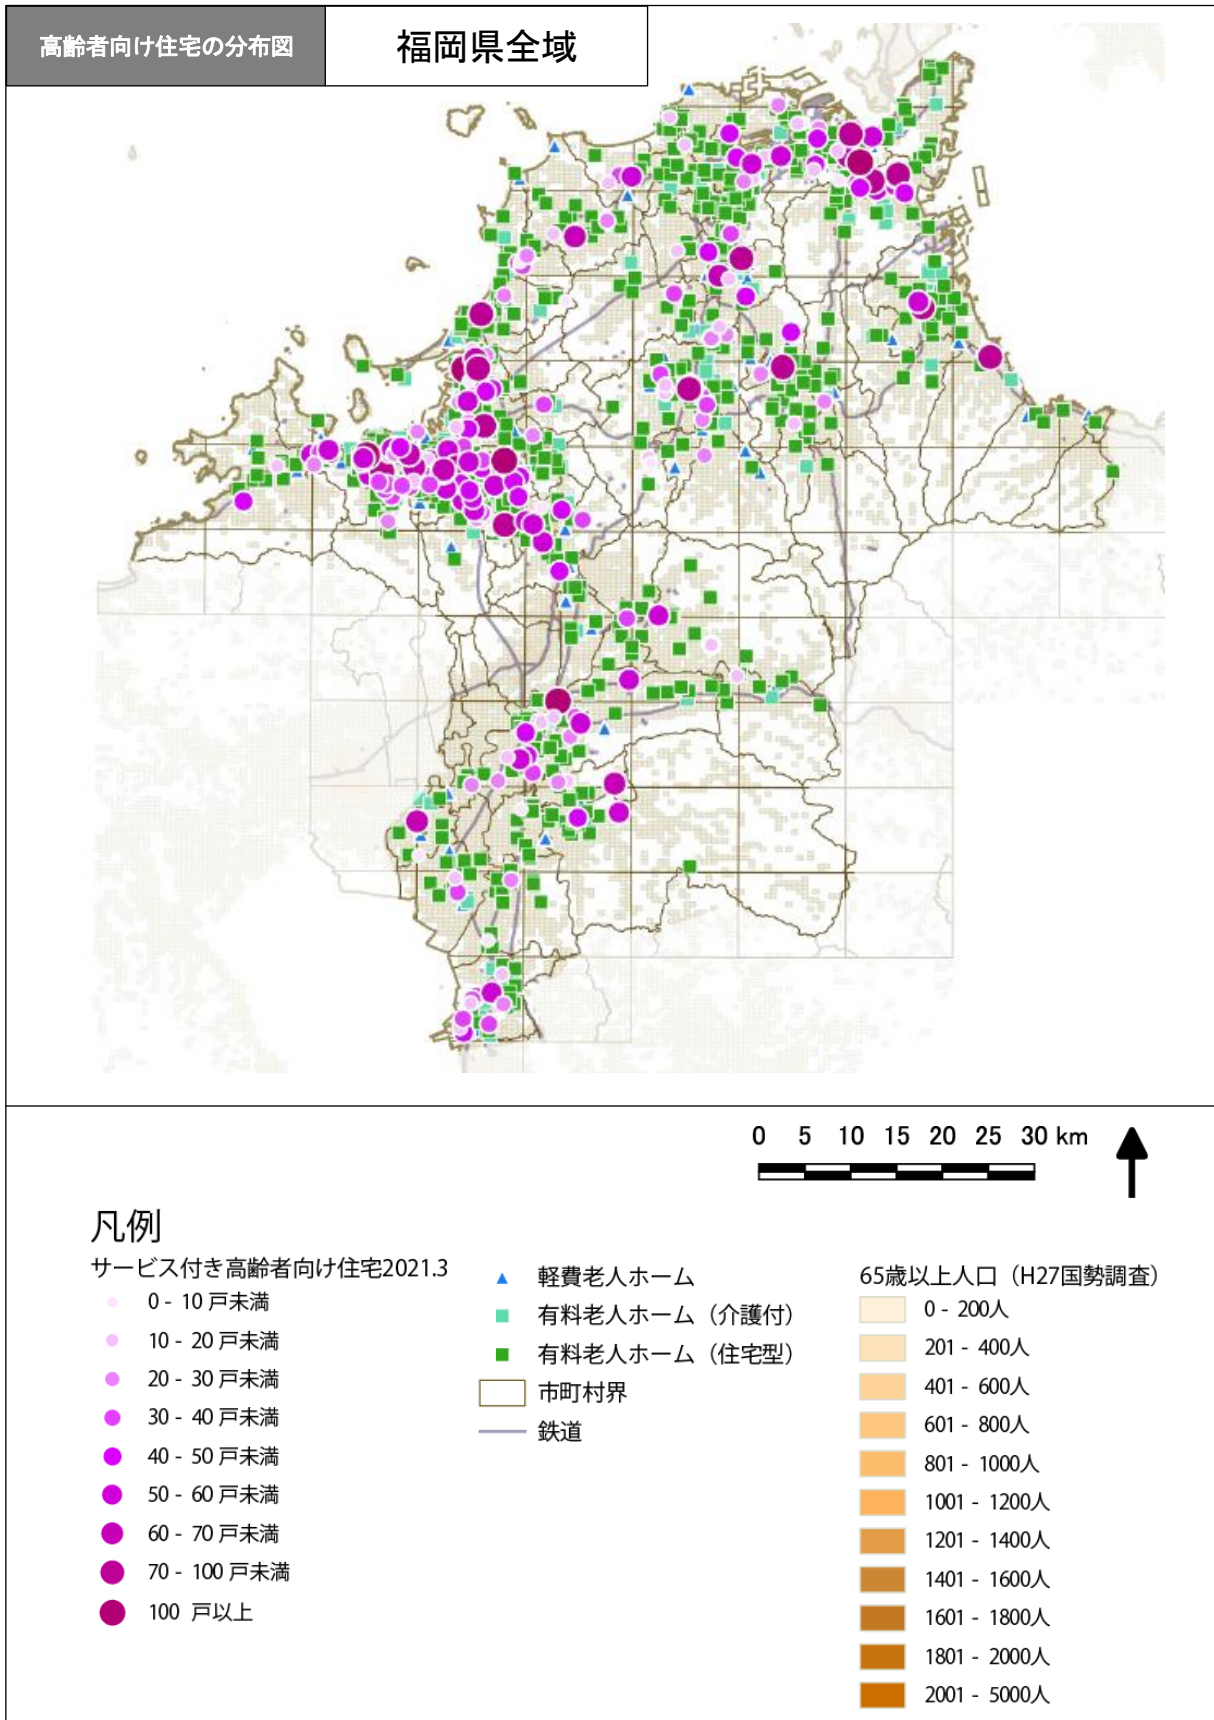 高齢者向け住宅の分布図
福岡県全域
0 5 10 15 20 25 30 km
凡例
サービス付き高齢者向け住宅2021.3
0 - 10 戸未満
10 - 20 戸未満
20 - 30 戸未満
30 - 40 戸未満
40 - 50 戸未満
50 - 60 戸未満
60 - 70 戸未満
70 - 100 戸未満
100 戸以上
軽費老人ホーム
有料老人ホーム（介護付）
有料老人ホーム（住宅型）
市町村界
鉄道
65歳以上人口（H27国勢調査）
0 - 200人
201 - 400人
401 - 600人
601 - 800人
801 - 1000人
1001 - 1200人
1201 - 1400人
1401 - 1600人
1601 - 1800人
1801 - 2000人
2001 - 5000人